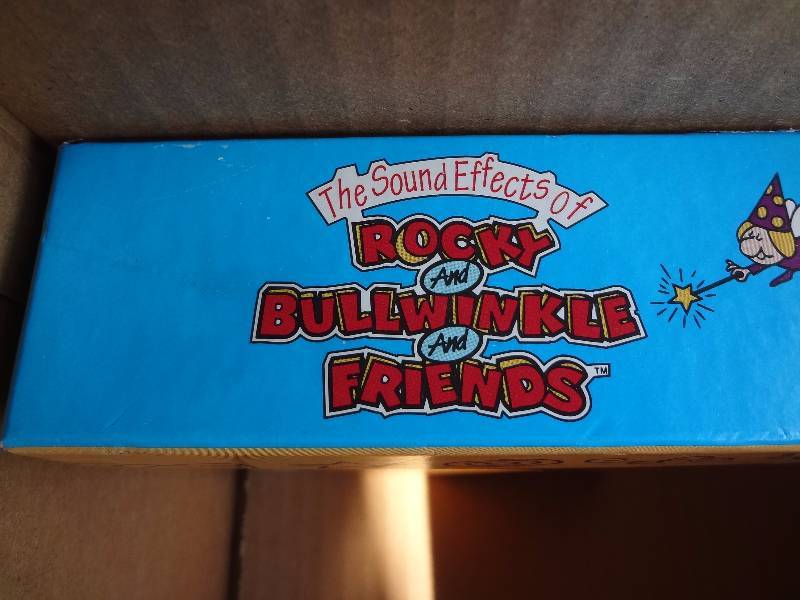 The Sound Effects of
ROCKY
And
BULLWINKLE
And
FRIENDS™